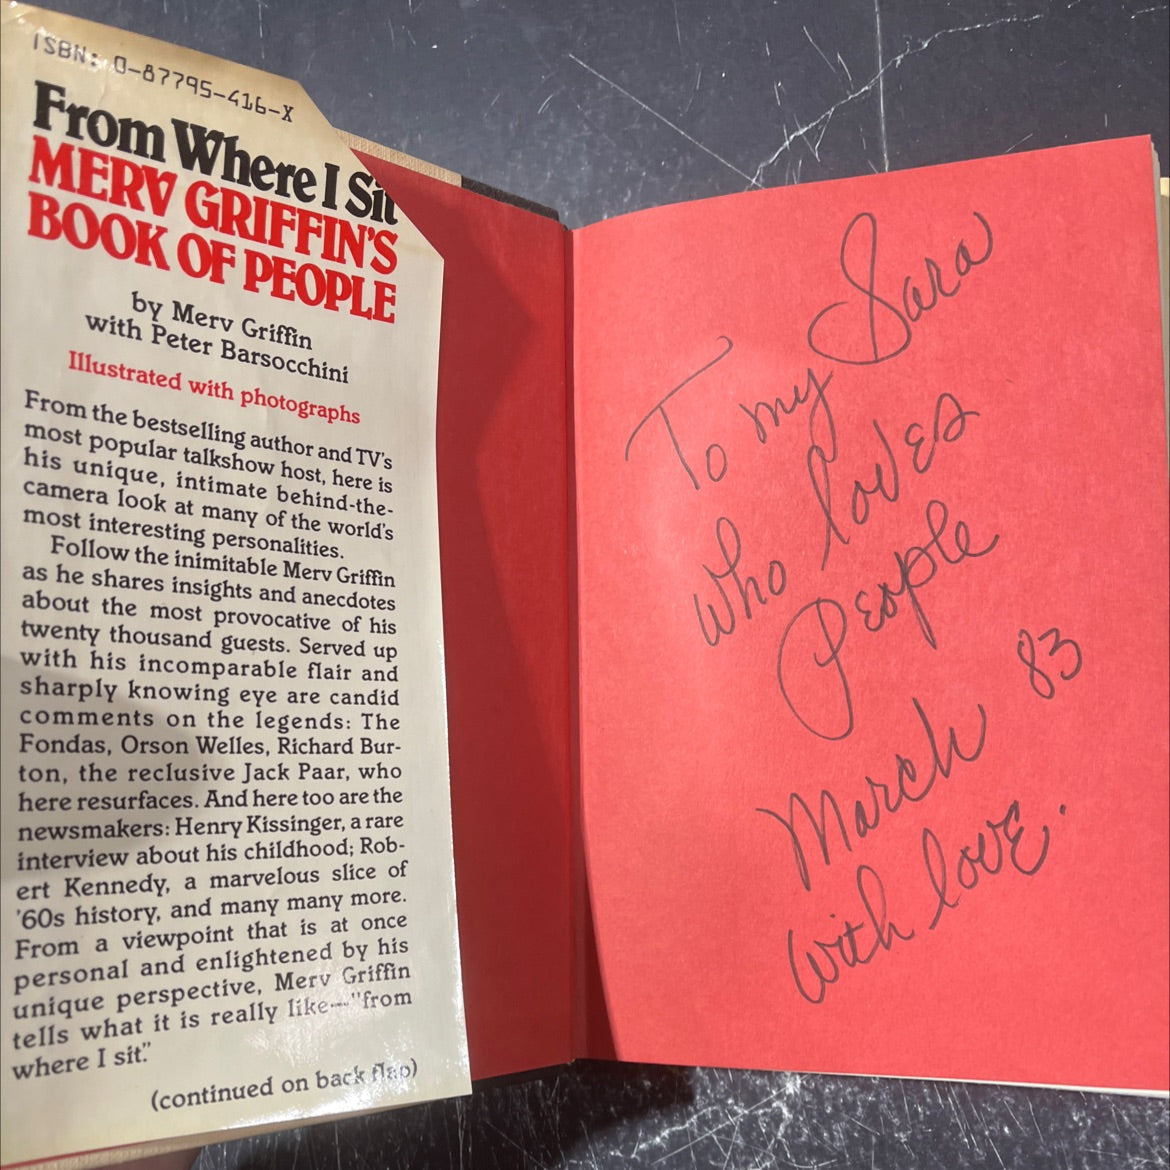 ISBN: 0-87795-416-X
From Where I Sit
MERV GRIFFIN'S
BOOK OF PEOPLE
by Merv Griffin
with Peter Barsocchini
Illustrated with photographs
From the bestselling author and TV's
most popular talkshow host, here is
his unique, intimate behind-the-
camera look at many of the world's
most interesting personalities.
Follow the inimitable Merv Griffin
as he shares insights and anecdotes
about the most provocative of his
twenty thousand guests. Served up
with his incomparable flair and
sharply knowing eye are candid
comments on the legends: The
Fondas, Orson Welles, Richard Bur-
ton, the reclusive Jack Paar, who
here resurfaces. And here too are the
newsmakers: Henry Kissinger, a rare
interview about his childhood; Rob-
ert Kennedy, a marvelous slice of
'60s history, and many many more.
From a viewpoint that is at once
personal and enlightened by his
unique perspective, Merv Griffin
tells what it is really like—"from
where I sit."
(continued on back flap)
To my Sara
who loves
People
March 83
with love.